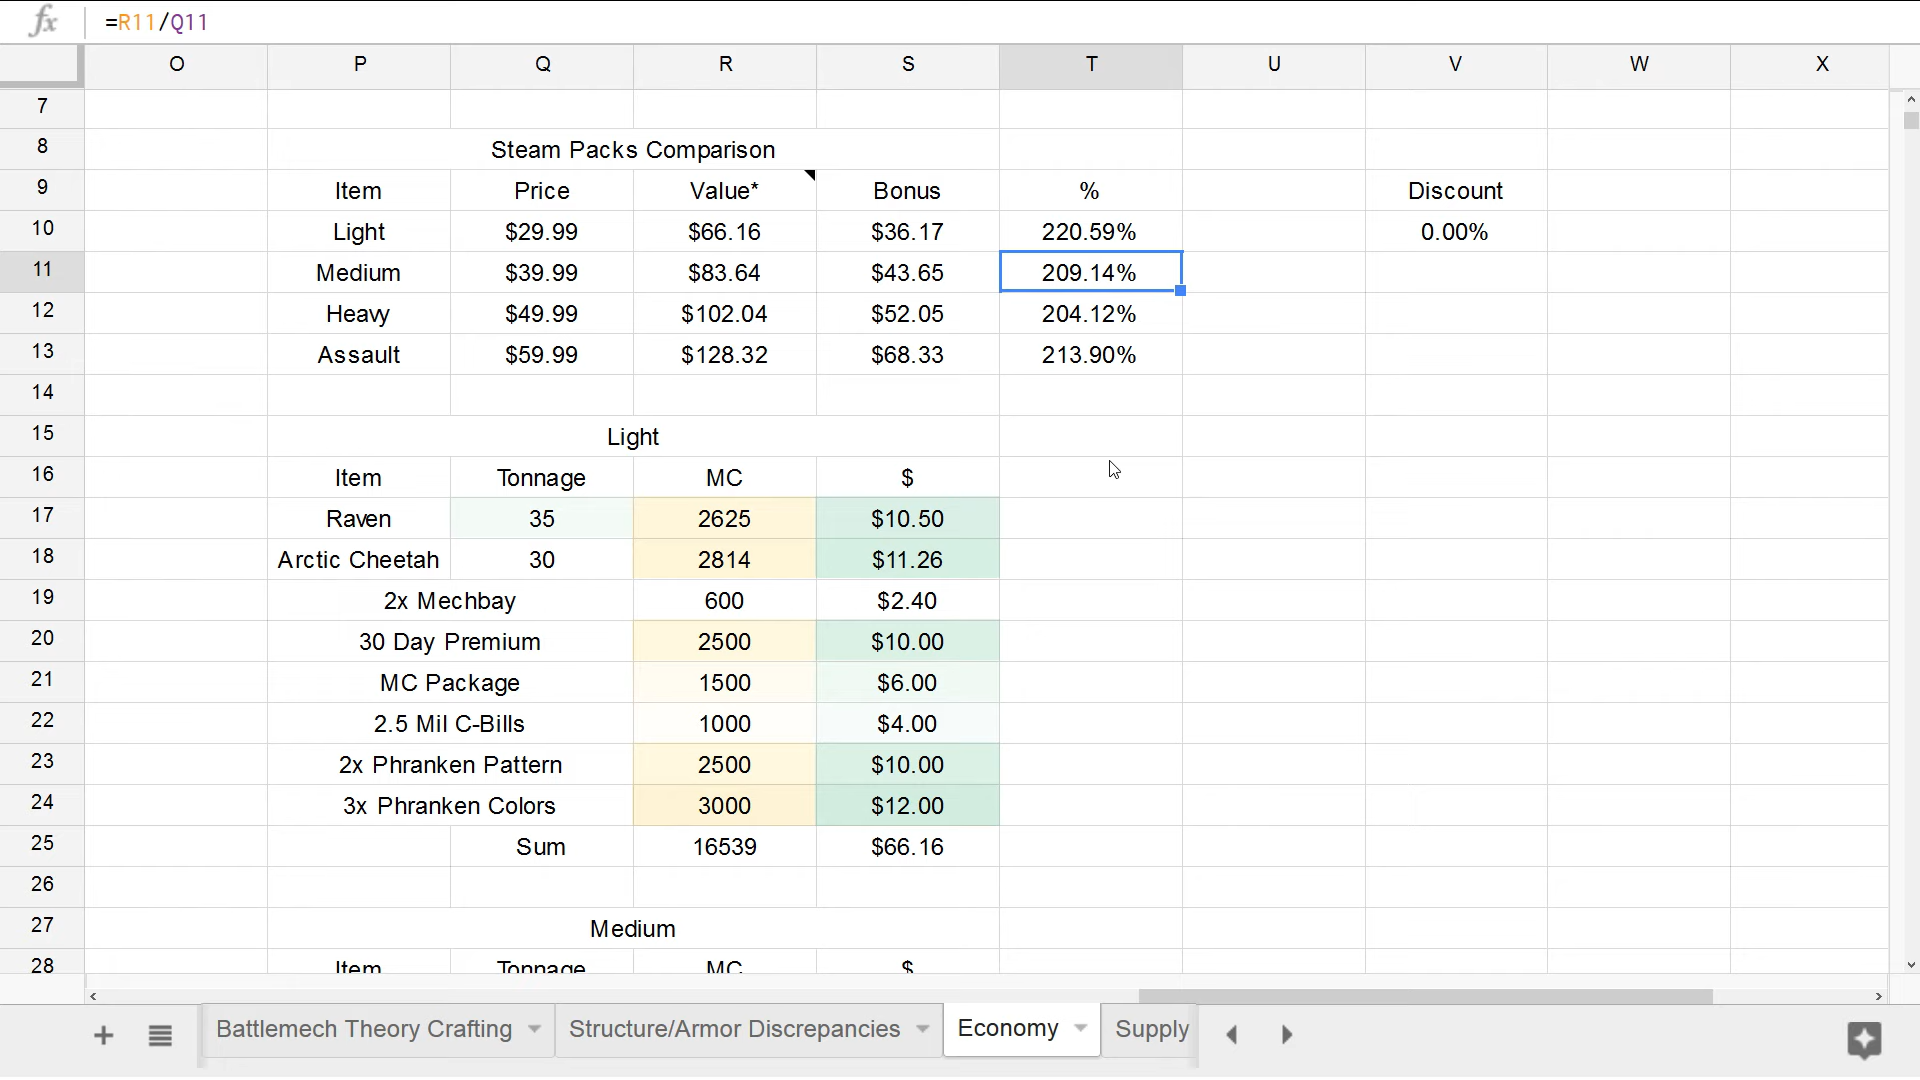 fx =R11/Q11
O P Q R S T U V W X
7
8 Steam Packs Comparison
9 Item Price Value* Bonus % Discount
10 Light $29.99 $66.16 $36.17 220.59% 0.00%
11 Medium $39.99 $83.64 $43.65 209.14%
12 Heavy $49.99 $102.04 $52.05 204.12%
13 Assault $59.99 $128.32 $68.33 213.90%
14
15 Light
16 Item Tonnage MC $
17 Raven 35 2625 $10.50
18 Arctic Cheetah 30 2814 $11.26
19 2x Mechbay 600 $2.40
20 30 Day Premium 2500 $10.00
21 MC Package 1500 $6.00
22 2.5 Mil C-Bills 1000 $4.00
23 2x Phranken Pattern 2500 $10.00
24 3x Phranken Colors 3000 $12.00
25 Sum 16539 $66.16
26
27 Medium
28 Item Tonnage MC $
Battlemech Theory Crafting Structure/Armor Discrepancies Economy Supply